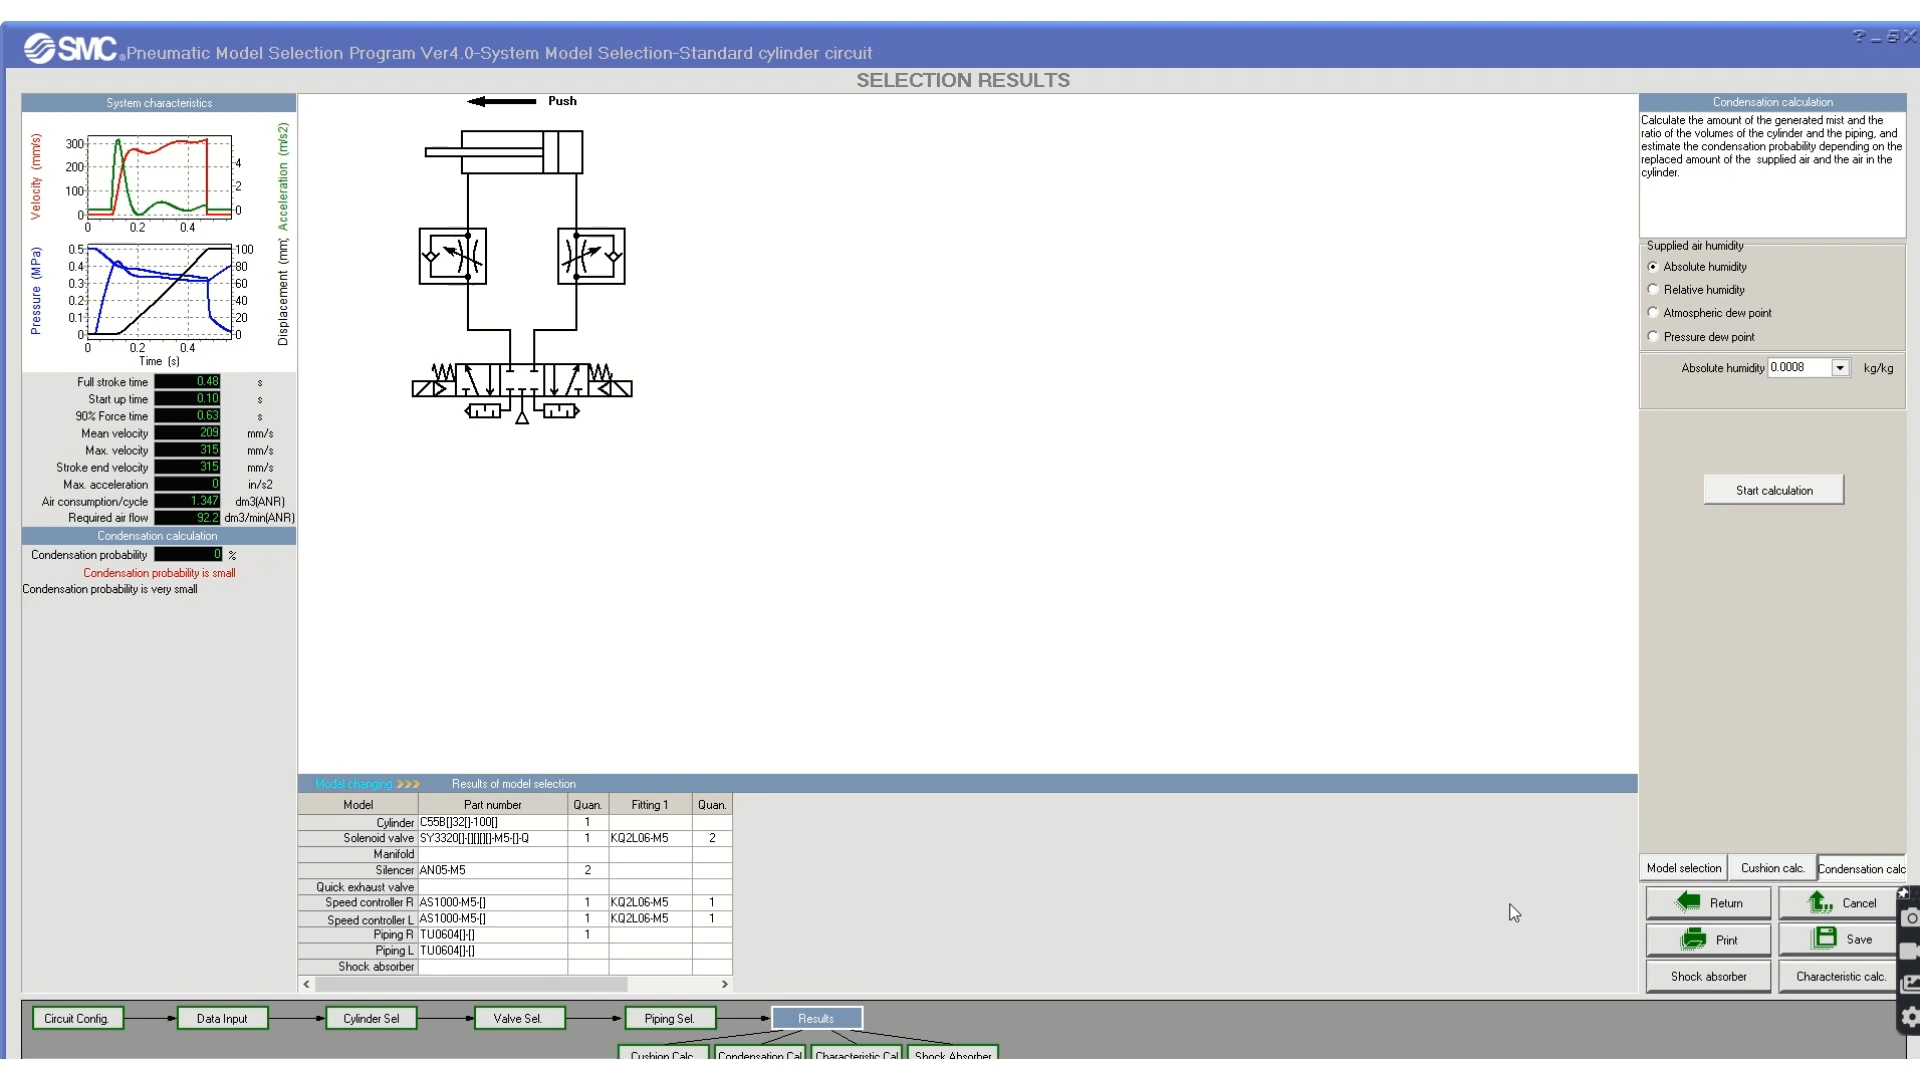 SMC Pneumatic Model Selection Program Ver4.0-System Model Selection-Standard cylinder circuit
SELECTION RESULTS
System characteristics
Velocity (mm/s)
Acceleration (m/s2)
300
200
100
0
4
2
0
0 0.2 0.4
Pressure (MPa)
Displacement (mm)
0.5
0.4
0.3
0.2
0.1
0
100
80
60
40
20
0
0 0.2 0.4
Time (s)
Full stroke time 0.48 s
Start up time 0.10 s
90% Force time 0.63 s
Mean velocity 209 mm/s
Max. velocity 315 mm/s
Stroke end velocity 315 mm/s
Max. acceleration 0 in/s2
Air consumption/cycle 1.347 dm3(ANR)
Required air flow 92.2 dm3/min(ANR)
Condensation calculation
Condensation probability 0 %
Condensation probability is small
Condensation probability is very small
Push
Model changing >>> Results of model selection
Model Part number Quan. Fitting 1 Quan.
Cylinder C55B[]32[]-100[] 1
Solenoid valve SY3320[]-[][][][]-M5-[]-Q 1 KQ2L06-M5 2
Manifold
Silencer AN05-M5 2
Quick exhaust valve
Speed controller R AS1000-M5-[] 1 KQ2L06-M5 1
Speed controller L AS1000-M5-[] 1 KQ2L06-M5 1
Piping R TU0604[]-[] 1
Piping L TU0604[]-[]
Shock absorber
Condensation calculation
Calculate the amount of the generated mist and the
ratio of the volumes of the cylinder and the piping, and
estimate the condensation probability depending on the
replaced amount of the supplied air and the air in the
cylinder.
Supplied air humidity
Absolute humidity
Relative humidity
Atmospheric dew point
Pressure dew point
Absolute humidity 0.0008 kg/kg
Start calculation
Model selection Cushion calc. Condensation calc
Return Cancel
Print Save
Shock absorber Characteristic calc.
Circuit Config. Data Input Cylinder Sel Valve Sel. Piping Sel. Results
Cushion Calc. Condensation Cal Characteristic Cal Shock Absorber